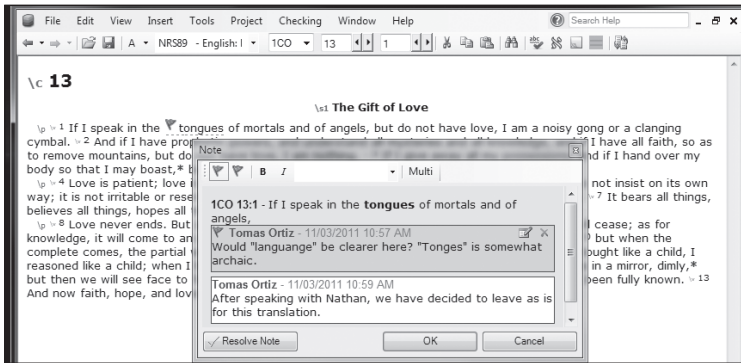 File Edit View Insert Tools Project Checking Window Help Search Help
A NRS89 - English: I 1CO 13 1
\c 13
\s1 The Gift of Love
\p 1 If I speak in the tongues of mortals and of angels, but do not have love, I am a noisy gong or a clanging
cymbal. 2 And if I have I have all faith, so as
to remove mountains, but do nd if I hand over my
body so that I may boast,*
\p 4 Love is patient; love i not insist on its own
way; it is not irritable or rese 7 It bears all things,
believes all things, hopes all
\p 8 Love never ends. But cease; as for
knowledge, it will come to an but when the
complete comes, the partial ought like a child, I
reasoned like a child; when I in a mirror, dimly,*
but then we will see face to been fully known. 13
And now faith, hope, and lov
Note
B I Multi
1CO 13:1 - If I speak in the tongues of mortals and of
angels,
Tomas Ortiz - 11/03/2011 10:57 AM
Would "languange" be clearer here? "Tonges" is somewhat
archaic.
Tomas Ortiz - 11/03/2011 10:59 AM
After speaking with Nathan, we have decided to leave as is
for this translation.
Resolve Note OK Cancel